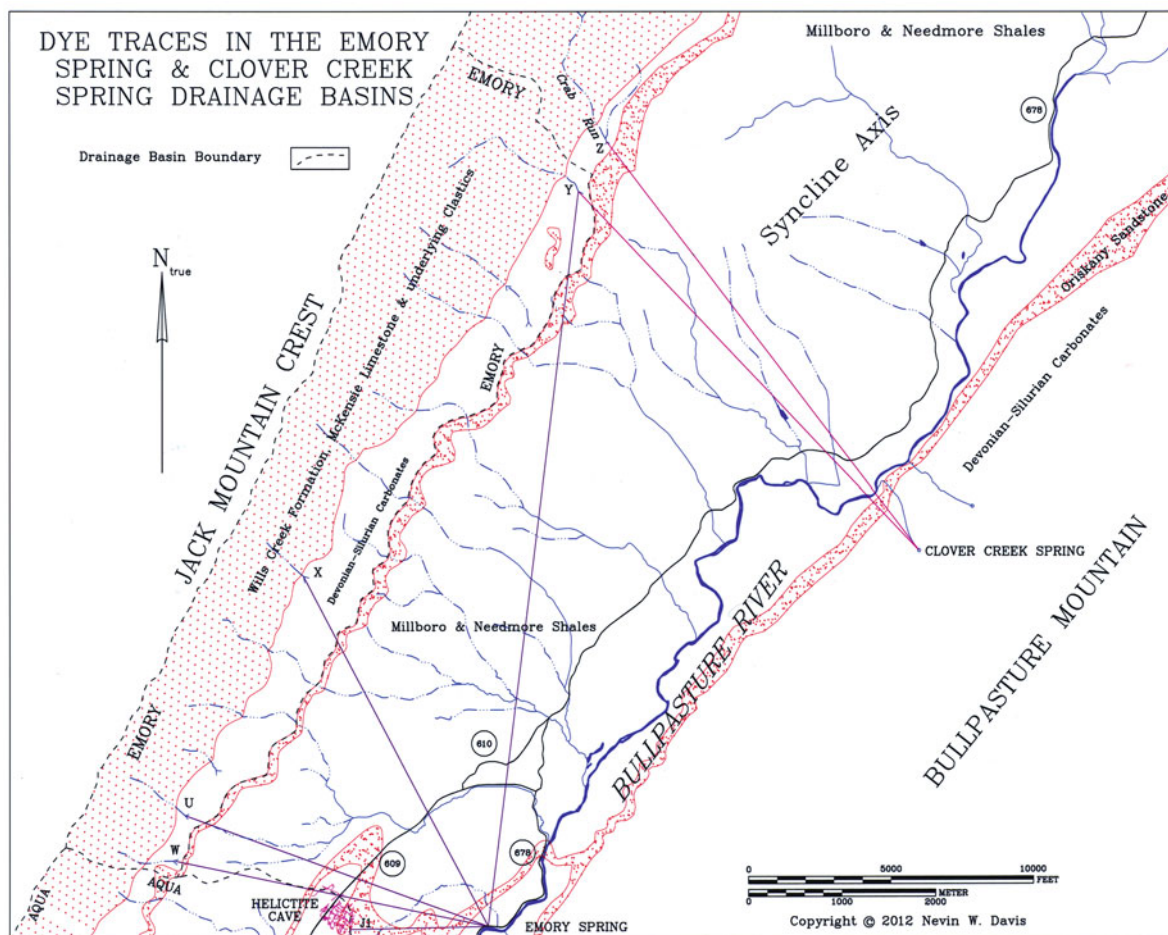 DYE TRACES IN THE EMORY
SPRING & CLOVER CREEK
SPRING DRAINAGE BASINS
Drainage Basin Boundary
N
true
EMORY
Crab
Run
Z
Y
Millboro & Needmore Shales
678
Syncline Axis
Oriskany Sandstone
Devonian-Silurian Carbonates
JACK MOUNTAIN CREST
Wills Creek Formation, McKensie Limestone & underlying Clastics
EMORY
Devonian-Silurian Carbonates
X
CLOVER CREEK SPRING
Millboro & Needmore Shales
BULLPASTURE RIVER
BULLPASTURE MOUNTAIN
EMORY
610
U
W
AQUA
AQUA
609
678
HELICTITE
CAVE
J1
EMORY SPRING
0 5000 10000
FEET
METER
0 1000 2000
Copyright © 2012 Nevin W. Davis